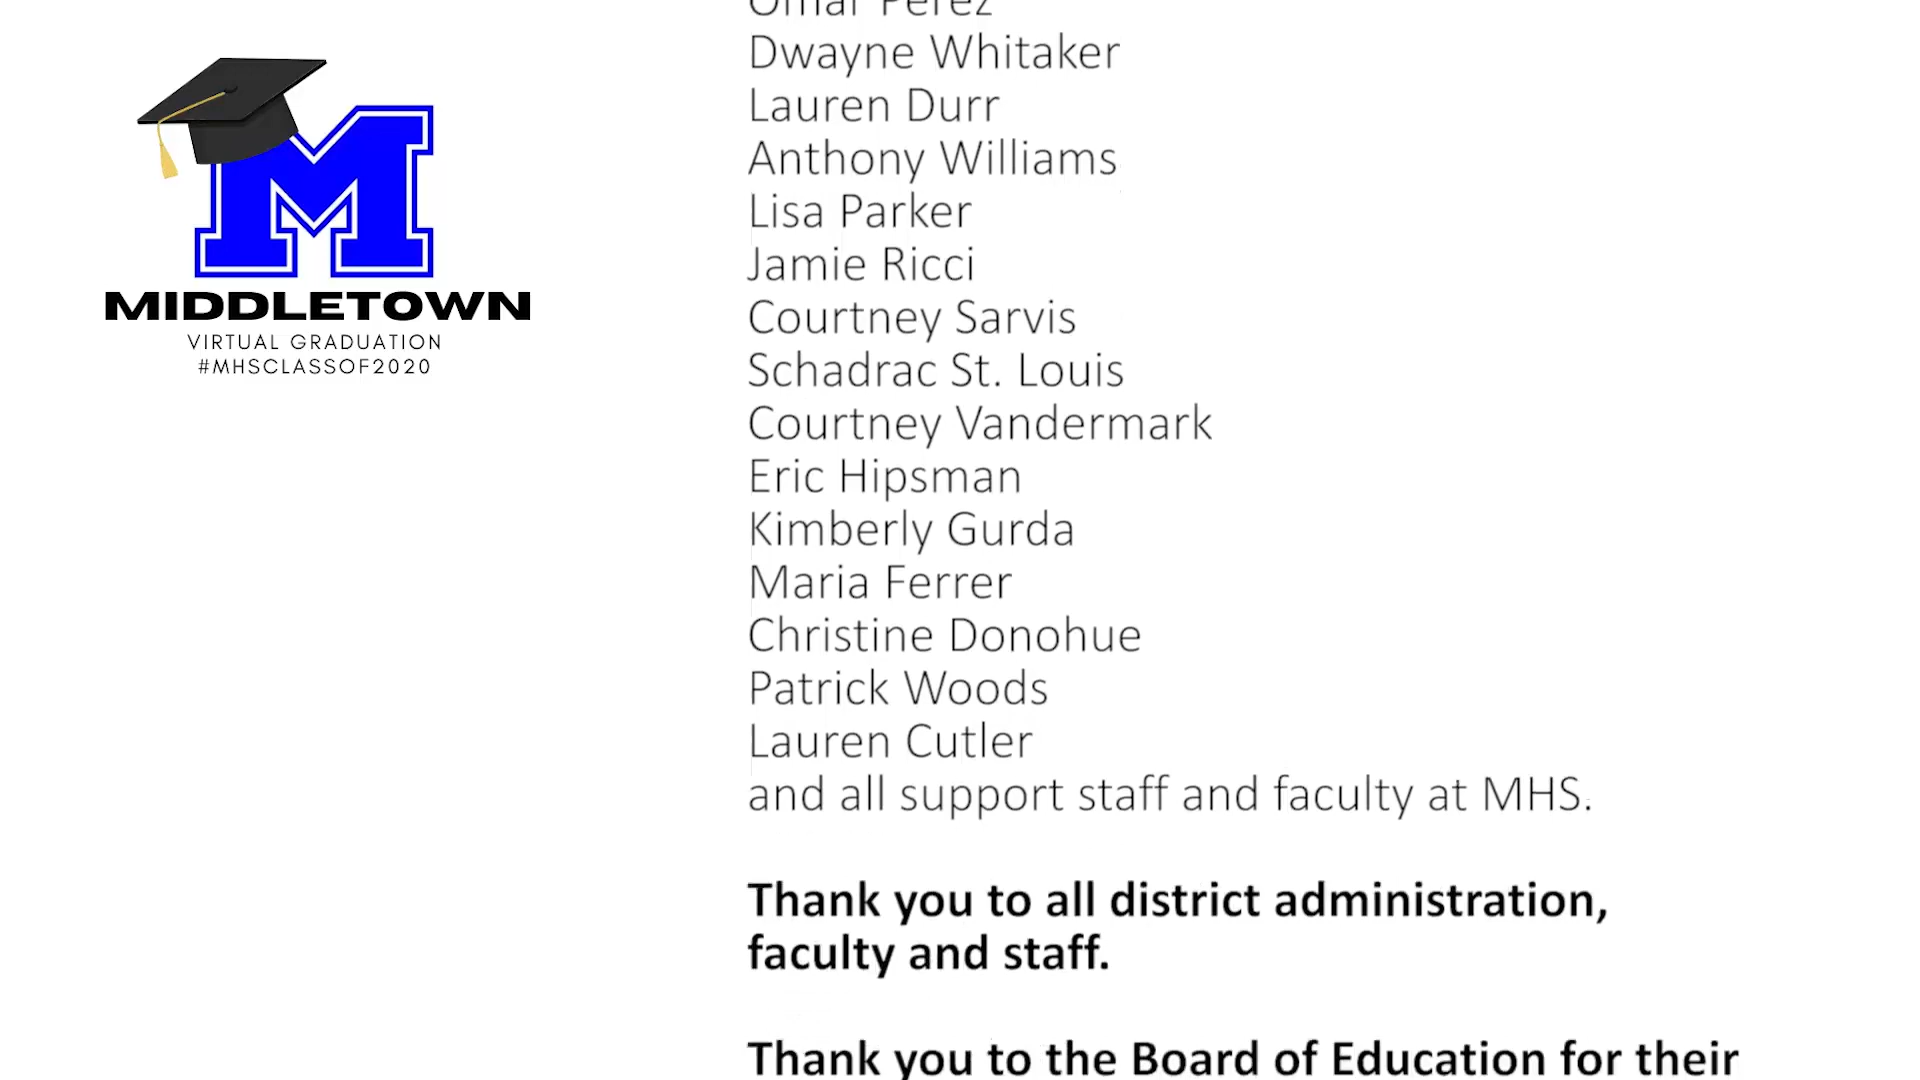 M
MIDDLETOWN
VIRTUAL GRADUATION
#MHSCLASSOF2020
Omar Perez
Dwayne Whitaker
Lauren Durr
Anthony Williams
Lisa Parker
Jamie Ricci
Courtney Sarvis
Schadrac St. Louis
Courtney Vandermark
Eric Hipsman
Kimberly Gurda
Maria Ferrer
Christine Donohue
Patrick Woods
Lauren Cutler
and all support staff and faculty at MHS.
Thank you to all district administration,
faculty and staff.
Thank you to the Board of Education for their